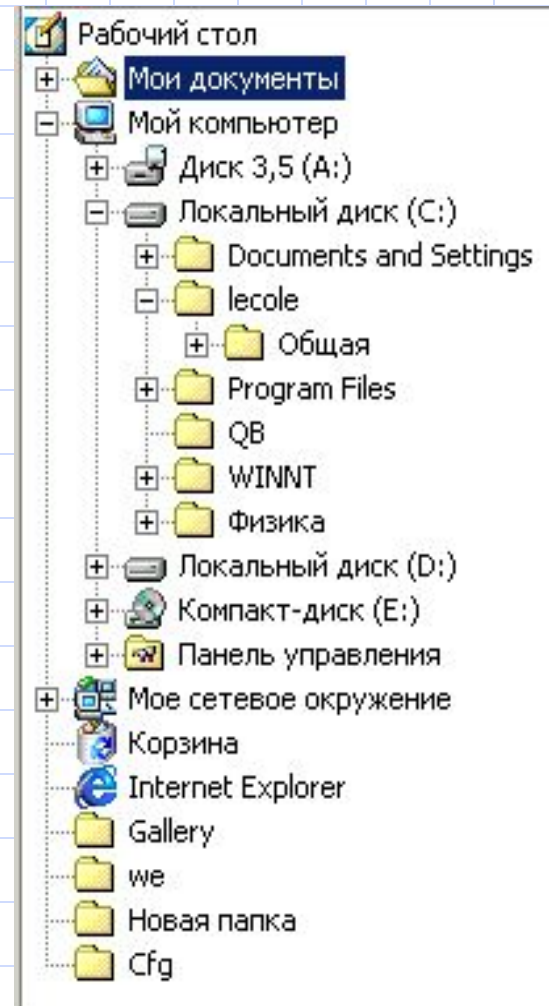 Рабочий стол
Мои документы
Мой компьютер
Диск 3,5 (A:)
Локальный диск (C:)
Documents and Settings
lecole
Общая
Program Files
QB
WINNT
Физика
Локальный диск (D:)
Компакт-диск (E:)
Панель управления
Мое сетевое окружение
Корзина
Internet Explorer
Gallery
we
Новая папка
Cfg